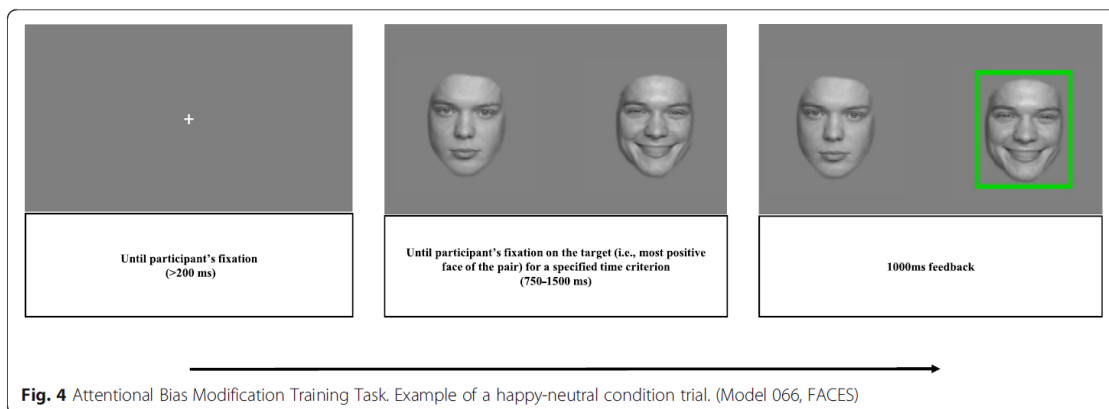 +
Until participant's fixation
(>200 ms)
Until participant's fixation on the target (i.e., most positive
face of the pair) for a specified time criterion
(750–1500 ms)
1000ms feedback
Fig. 4 Attentional Bias Modification Training Task. Example of a happy-neutral condition trial. (Model 066, FACES)